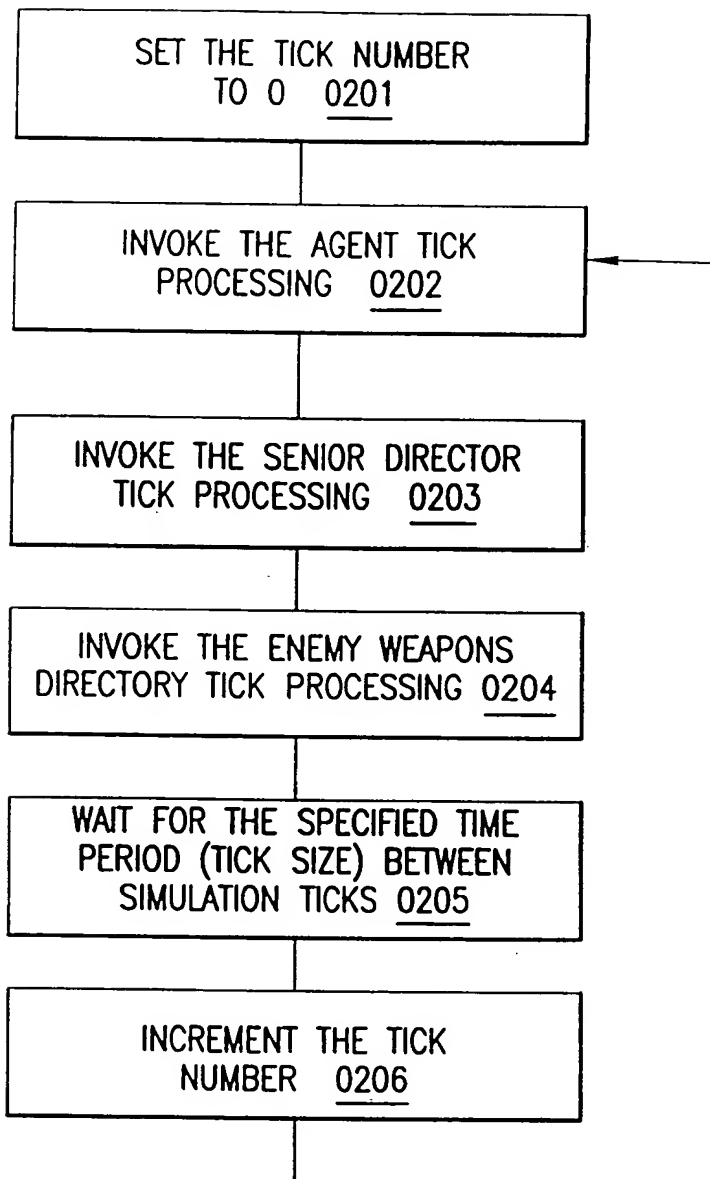 SET THE TICK NUMBER
TO 0 0201
INVOKE THE AGENT TICK
PROCESSING 0202
INVOKE THE SENIOR DIRECTOR
TICK PROCESSING 0203
INVOKE THE ENEMY WEAPONS
DIRECTORY TICK PROCESSING 0204
WAIT FOR THE SPECIFIED TIME
PERIOD (TICK SIZE) BETWEEN
SIMULATION TICKS 0205
INCREMENT THE TICK
NUMBER 0206